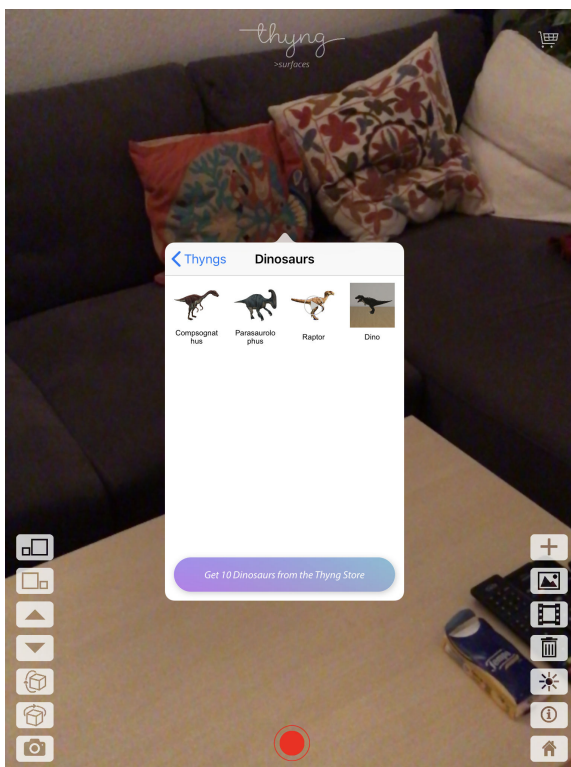 thyng
>surfaces
Thyngs
Dinosaurs
Compsognat
hus
Parasaurolo
phus
Raptor
Dino
Get 10 Dinosaurs from the Thyng Store